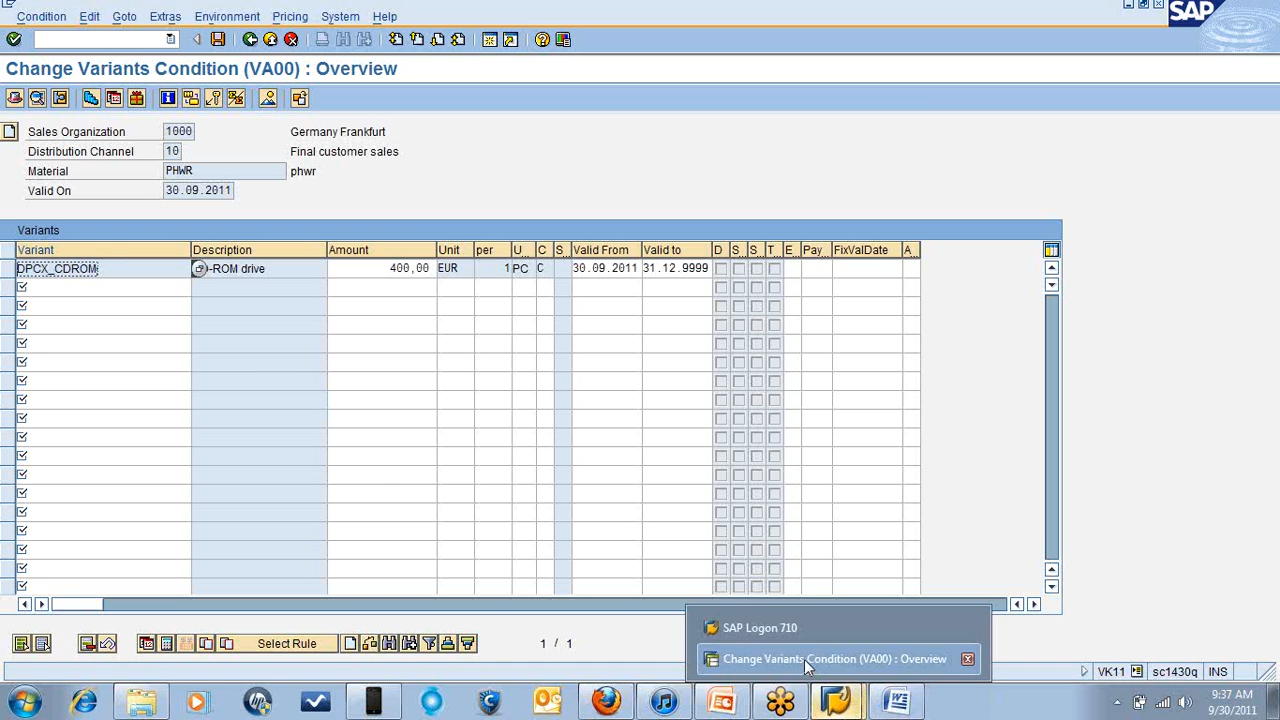 Condition Edit Goto Extras Environment Pricing System Help
SAP
Change Variants Condition (VA00) : Overview
Sales Organization 1000 Germany Frankfurt
Distribution Channel 10 Final customer sales
Material PHWR phwr
Valid On 30.09.2011
Variants
Variant Description Amount Unit per U... C S... Valid From Valid to D S... S... T E... Pay... FixValDate A...
DPCX_CDROM -ROM drive 400,00 EUR 1 PC C 30.09.2011 31.12.9999
Select Rule 1 / 1
SAP Logon 710
Change Variants Condition (VA00) : Overview
VK11 sc1430q INS
9:37 AM
9/30/2011